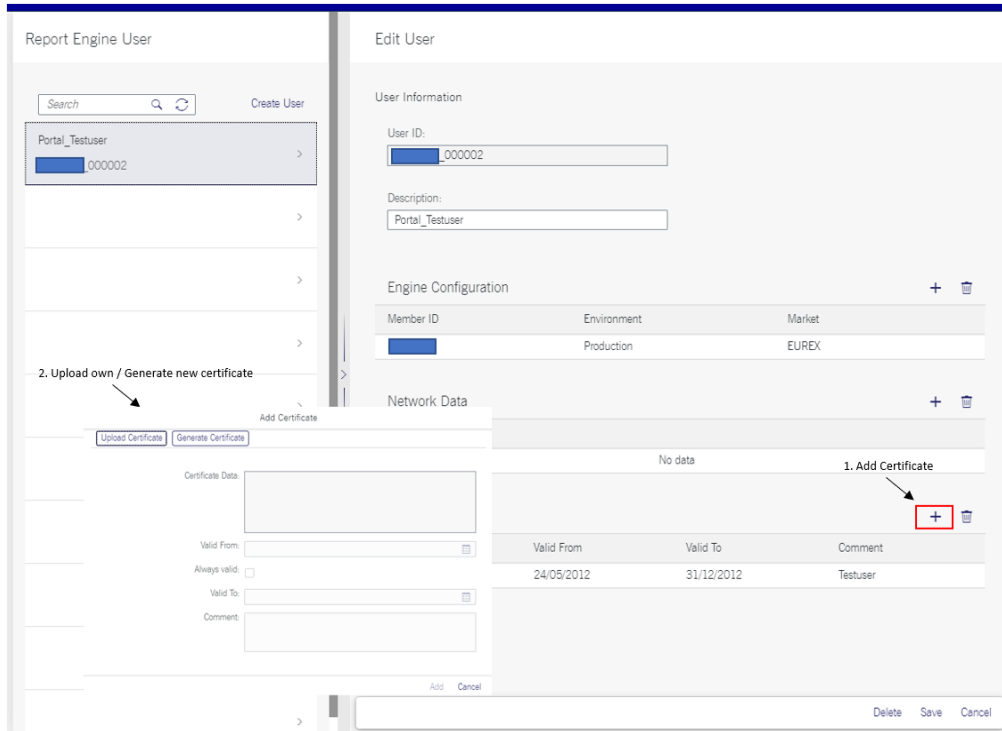 Report Engine User
Search
Create User
Portal_Testuser
_000002
Edit User
User Information
User ID:
_000002
Description:
Portal_Testuser
Engine Configuration
Member ID Environment Market
Production EUREX
Network Data
No data
1. Add Certificate
Valid From Valid To Comment
24/05/2012 31/12/2012 Testuser
2. Upload own / Generate new certificate
Add Certificate
Upload Certificate Generate Certificate
Certificate Data:
Valid From:
Always valid:
Valid To:
Comment:
Add Cancel
Delete Save Cancel